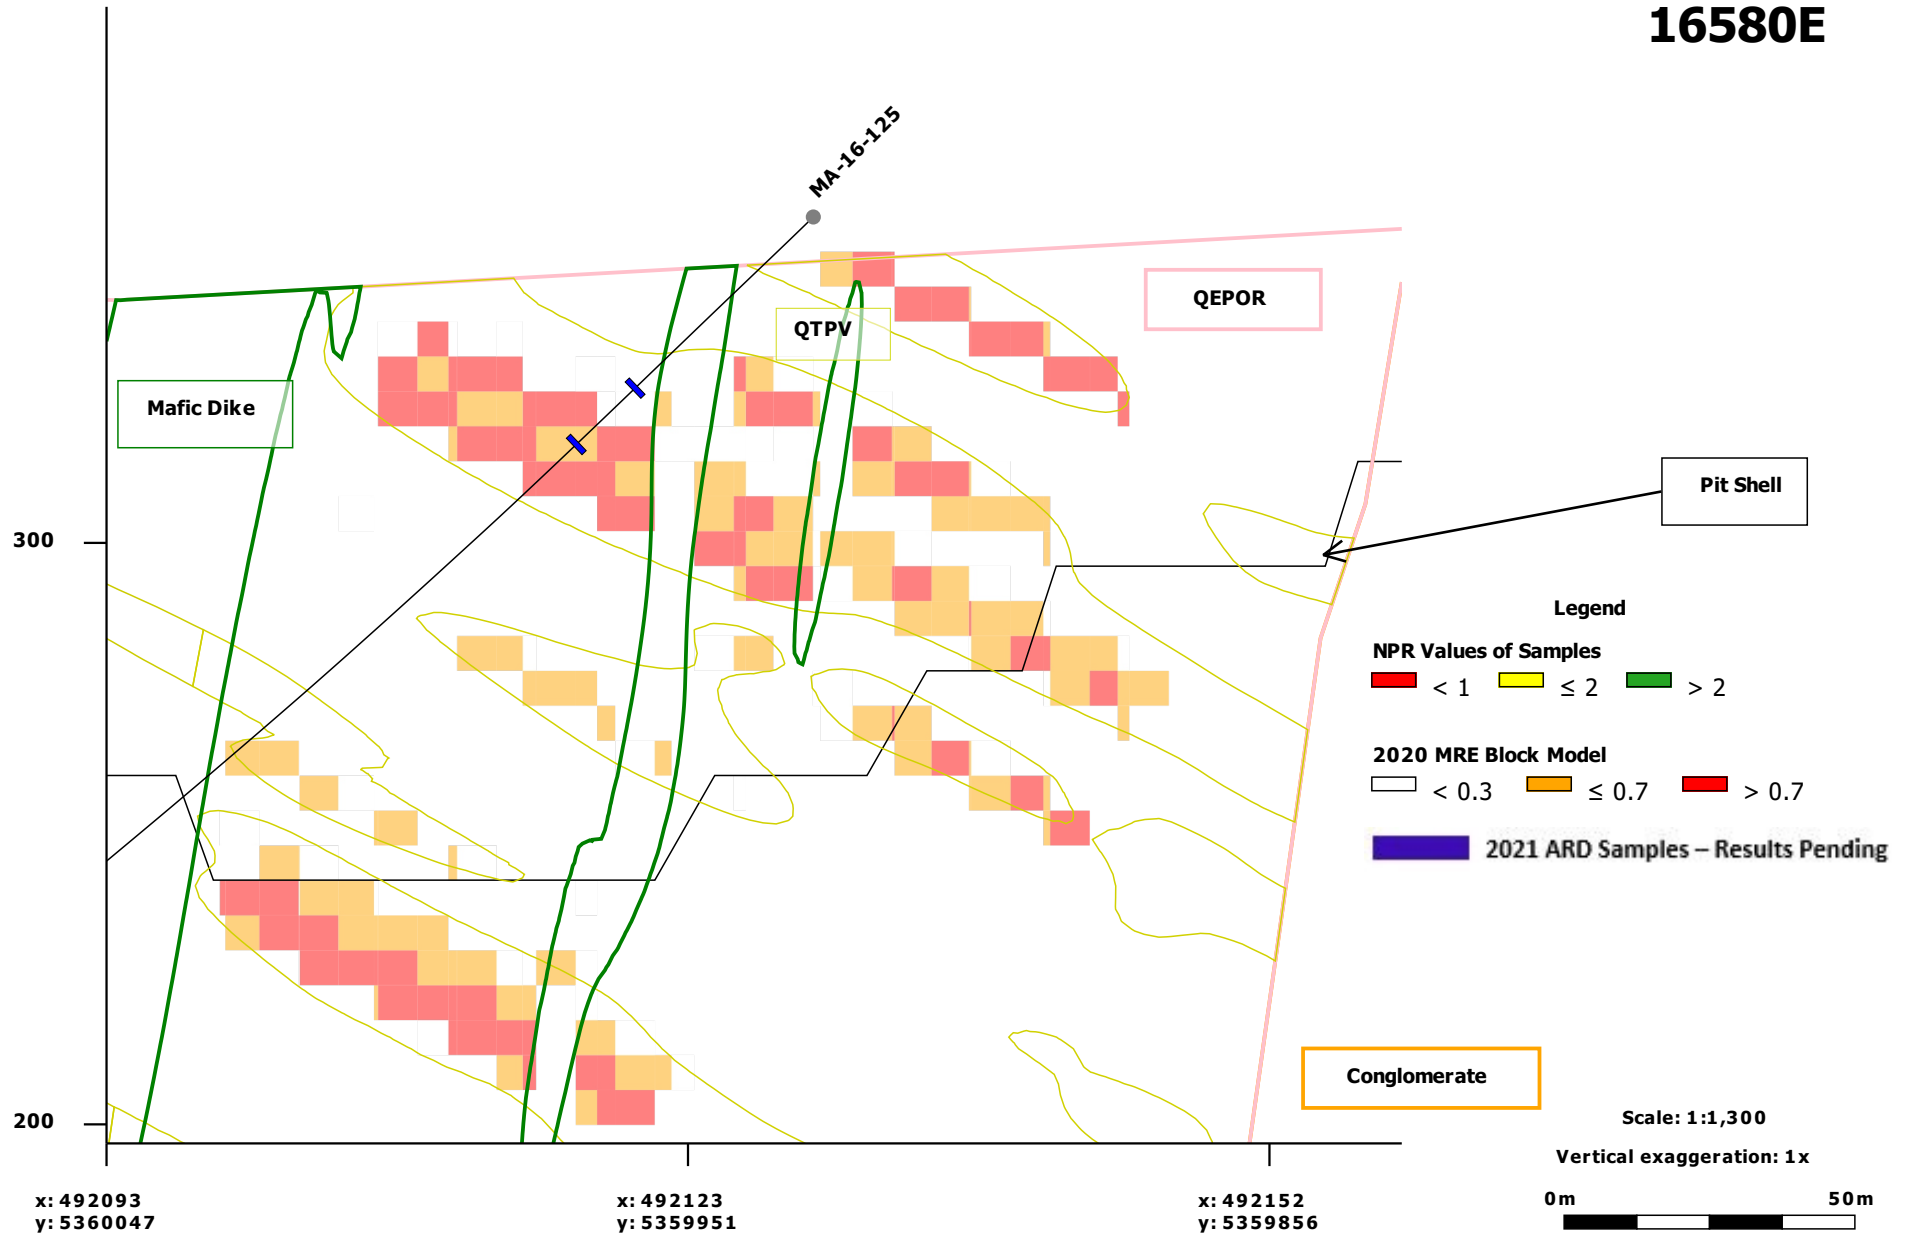 16580E
MA-16-125
QEPOR
QTPV
Mafic Dike
Pit Shell
300
Legend
NPR Values of Samples
< 1
≤ 2
> 2
2020 MRE Block Model
< 0.3
≤ 0.7
> 0.7
2021 ARD Samples – Results Pending
Conglomerate
200
Scale: 1:1,300
Vertical exaggeration: 1x
0m
50m
x: 492093
y: 5360047
x: 492123
y: 5359951
x: 492152
y: 5359856